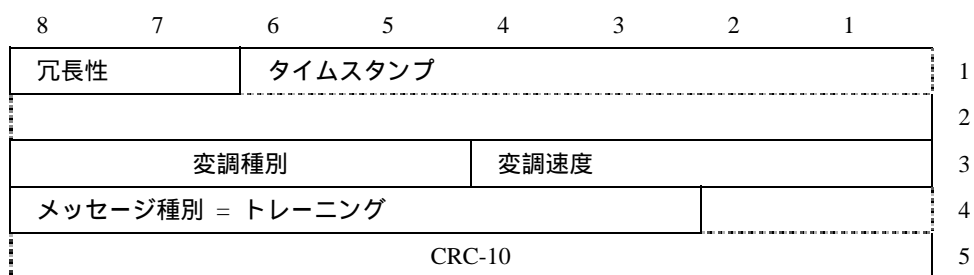 8 7 6 5 4 3 2 1
冗長性 タイムスタンプ 1
2
変調種別 変調速度 3
メッセージ種別 = トレーニング 4
CRC-10 5